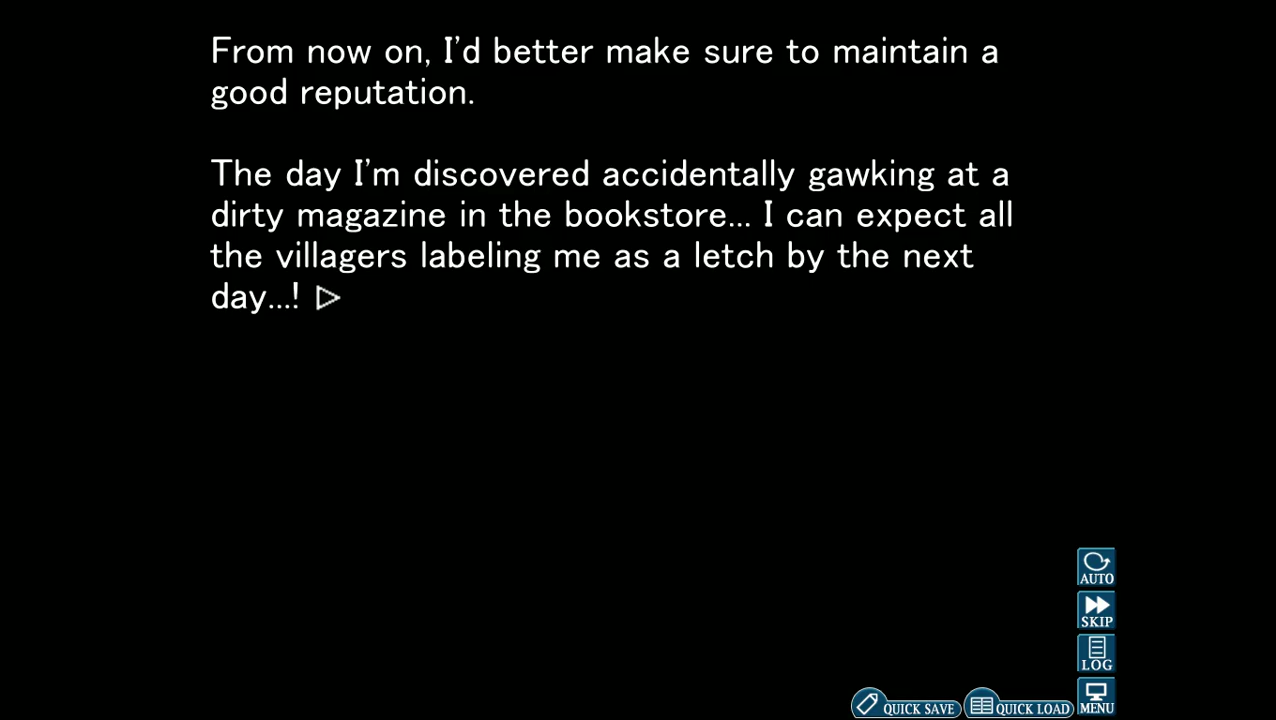 From now on, I'd better make sure to maintain a
good reputation.
The day I'm discovered accidentally gawking at a
dirty magazine in the bookstore... I can expect all
the villagers labeling me as a letch by the next
day...!
AUTO
SKIP
LOG
MENU
QUICK SAVE
QUICK LOAD